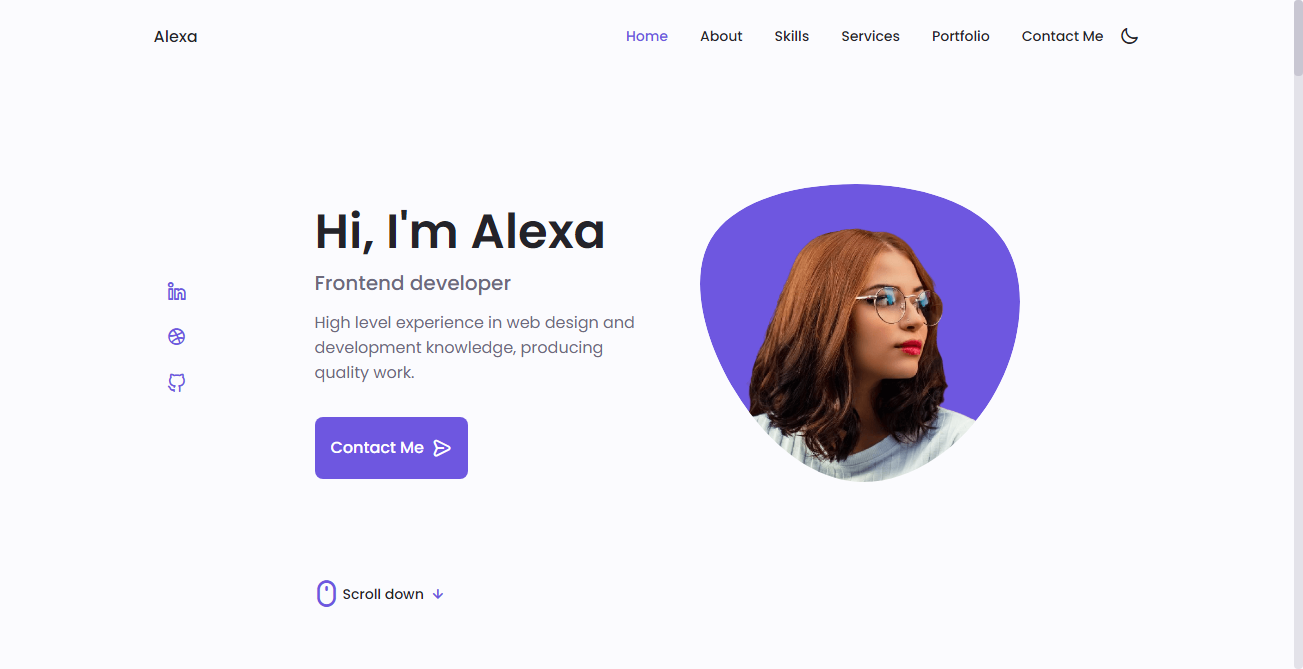 Alexa
Home About Skills Services Portfolio Contact Me
Hi, I'm Alexa
Frontend developer
High level experience in web design and
development knowledge, producing
quality work.
Contact Me
Scroll down